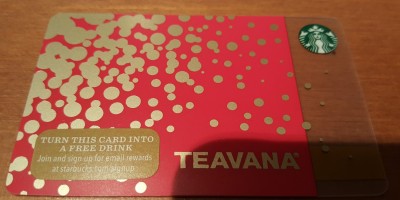 TURN THIS CARD INTO
A FREE DRINK
Join and sign up for email rewards
at starbucks.com/signup
TEAVANA